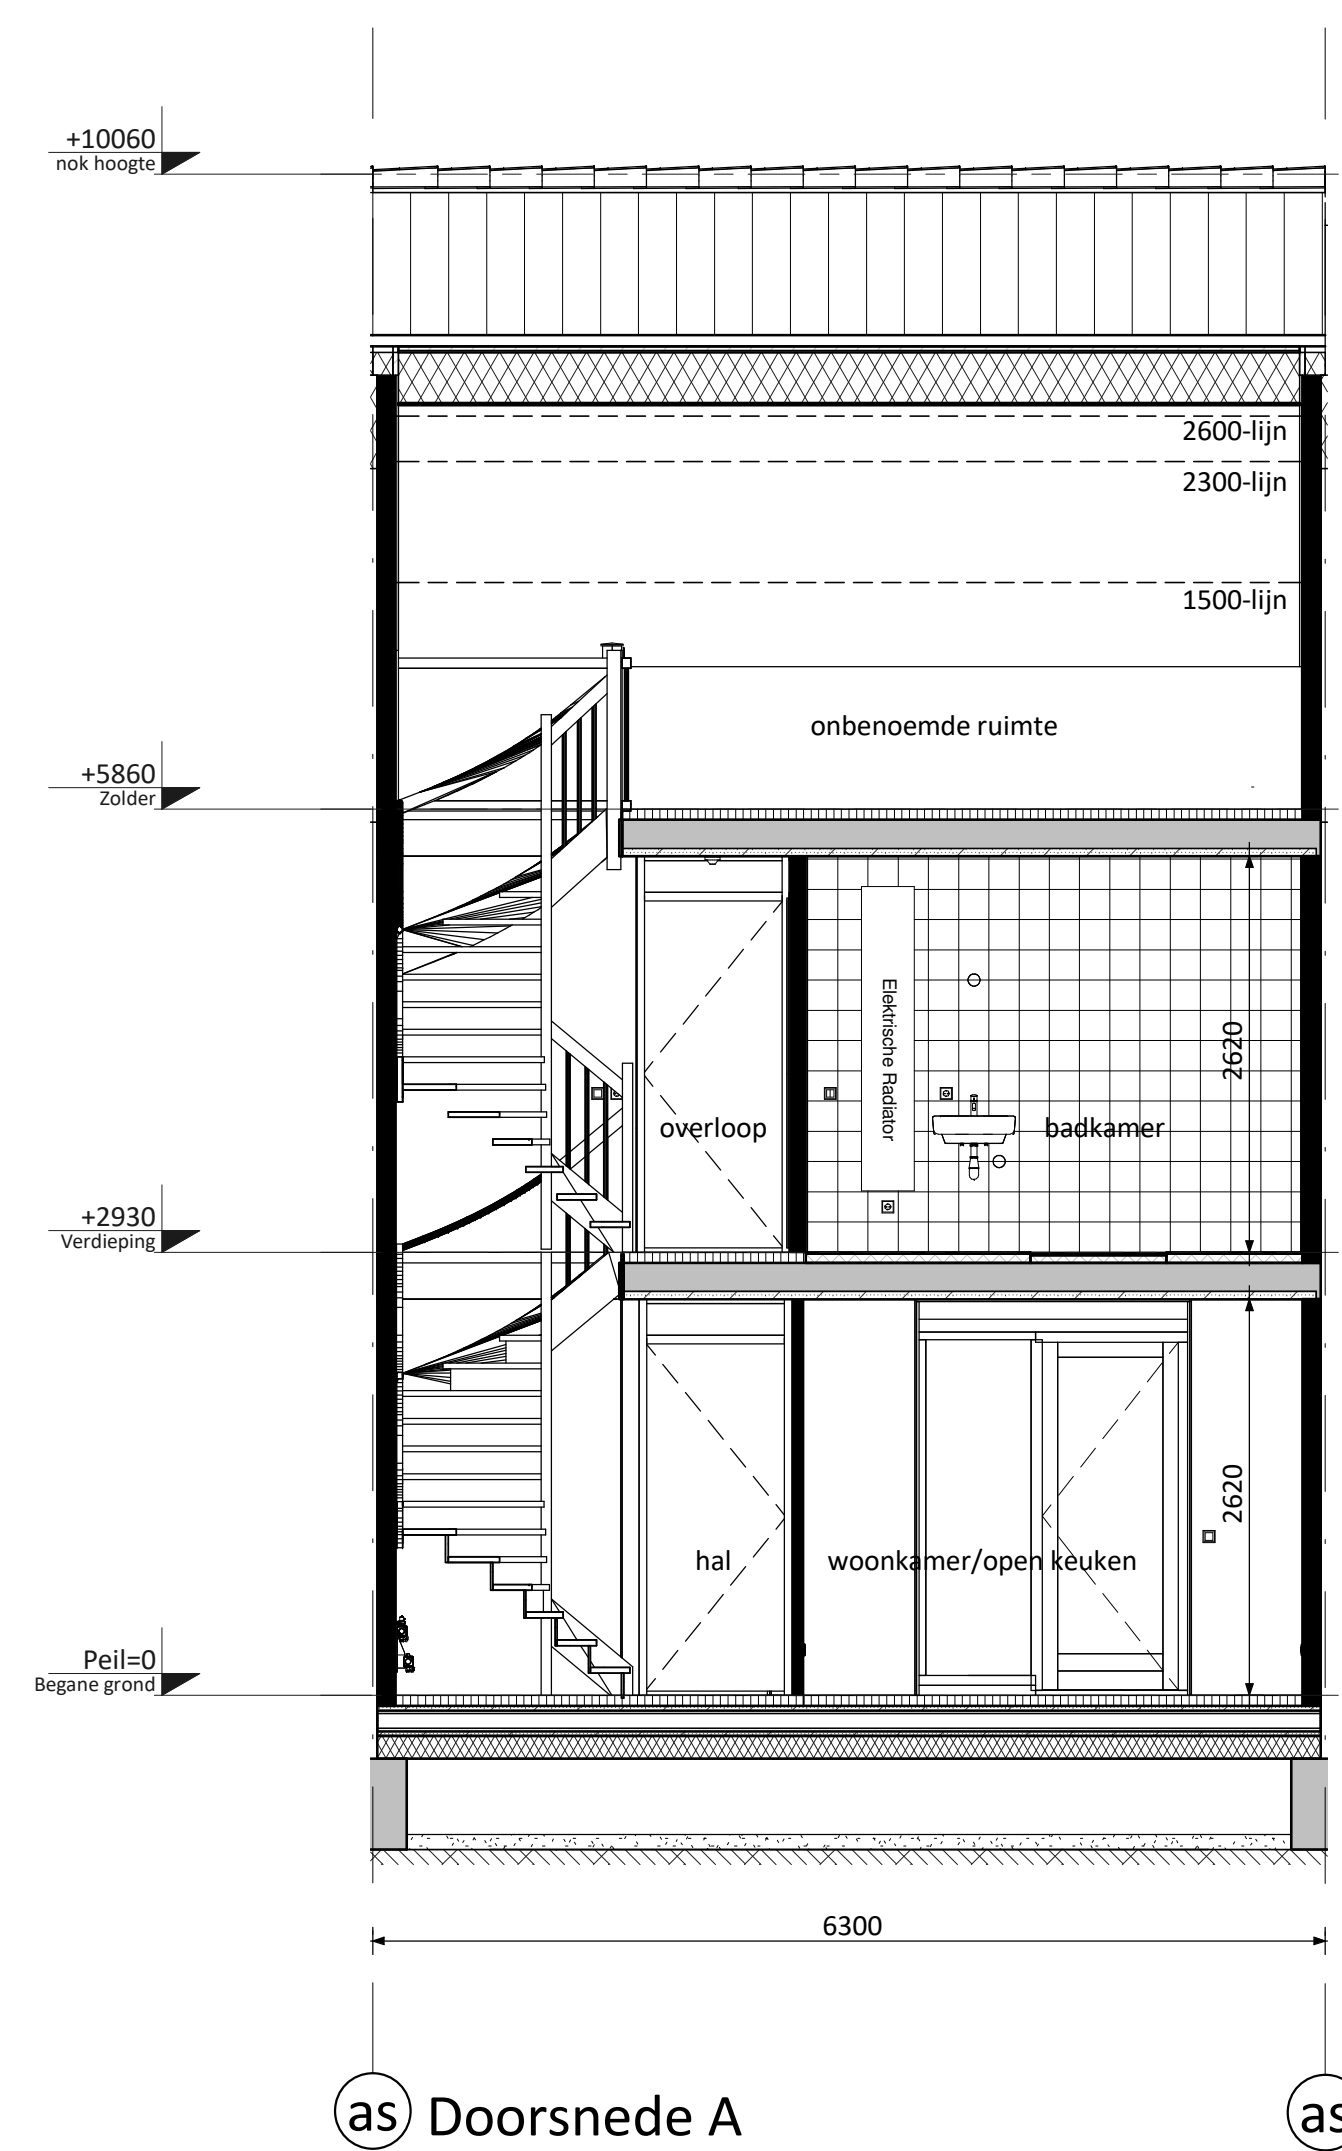 +10060
nok hoogte
2600-lijn
2300-lijn
1500-lijn
onbenoemde ruimte
+5860
Zolder
Elektrische Radiator
2620
overloop
badkamer
+2930
Verdieping
2620
hal
woonkamer/open keuken
Peil=0
Begane grond
6300
as Doorsnede A
as